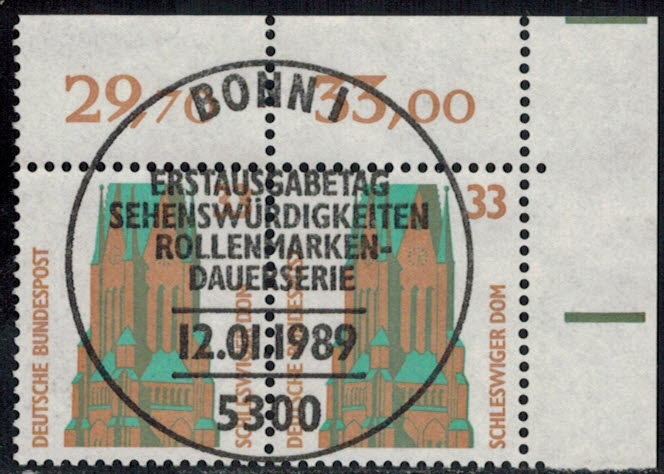 29,70 33,00
BONN 1
ERSTAUSGABETAG
SEHENSWÜRDIGKEITEN
ROLLENMARKEN-
DAUERSERIE
12.01.1989
5300
33
DEUTSCHE BUNDESPOST
SCHLESWIGER DOM
33
DEUTSCHE BUNDESPOST
SCHLESWIGER DOM